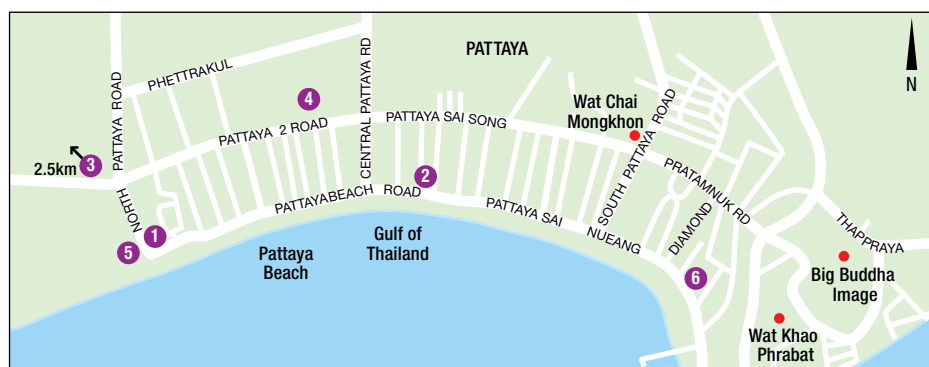 PATTAYA
N
PHETTRAKUL
CENTRAL PATTAYA RD
NORTH PATTAYA ROAD
4
Wat Chai
Mongkhon
PATTAYA 2 ROAD
PATTAYA SAI SONG
SOUTH PATTAYA ROAD
2.5km
3
2
PRATAMNUK RD
PATTAYA BEACH ROAD
PATTAYA SAI NUEANG
DIAMOND
THAPPRAYA
1
5
Pattaya
Beach
Gulf of
Thailand
6
Big Buddha
Image
Wat Khao
Phrabat